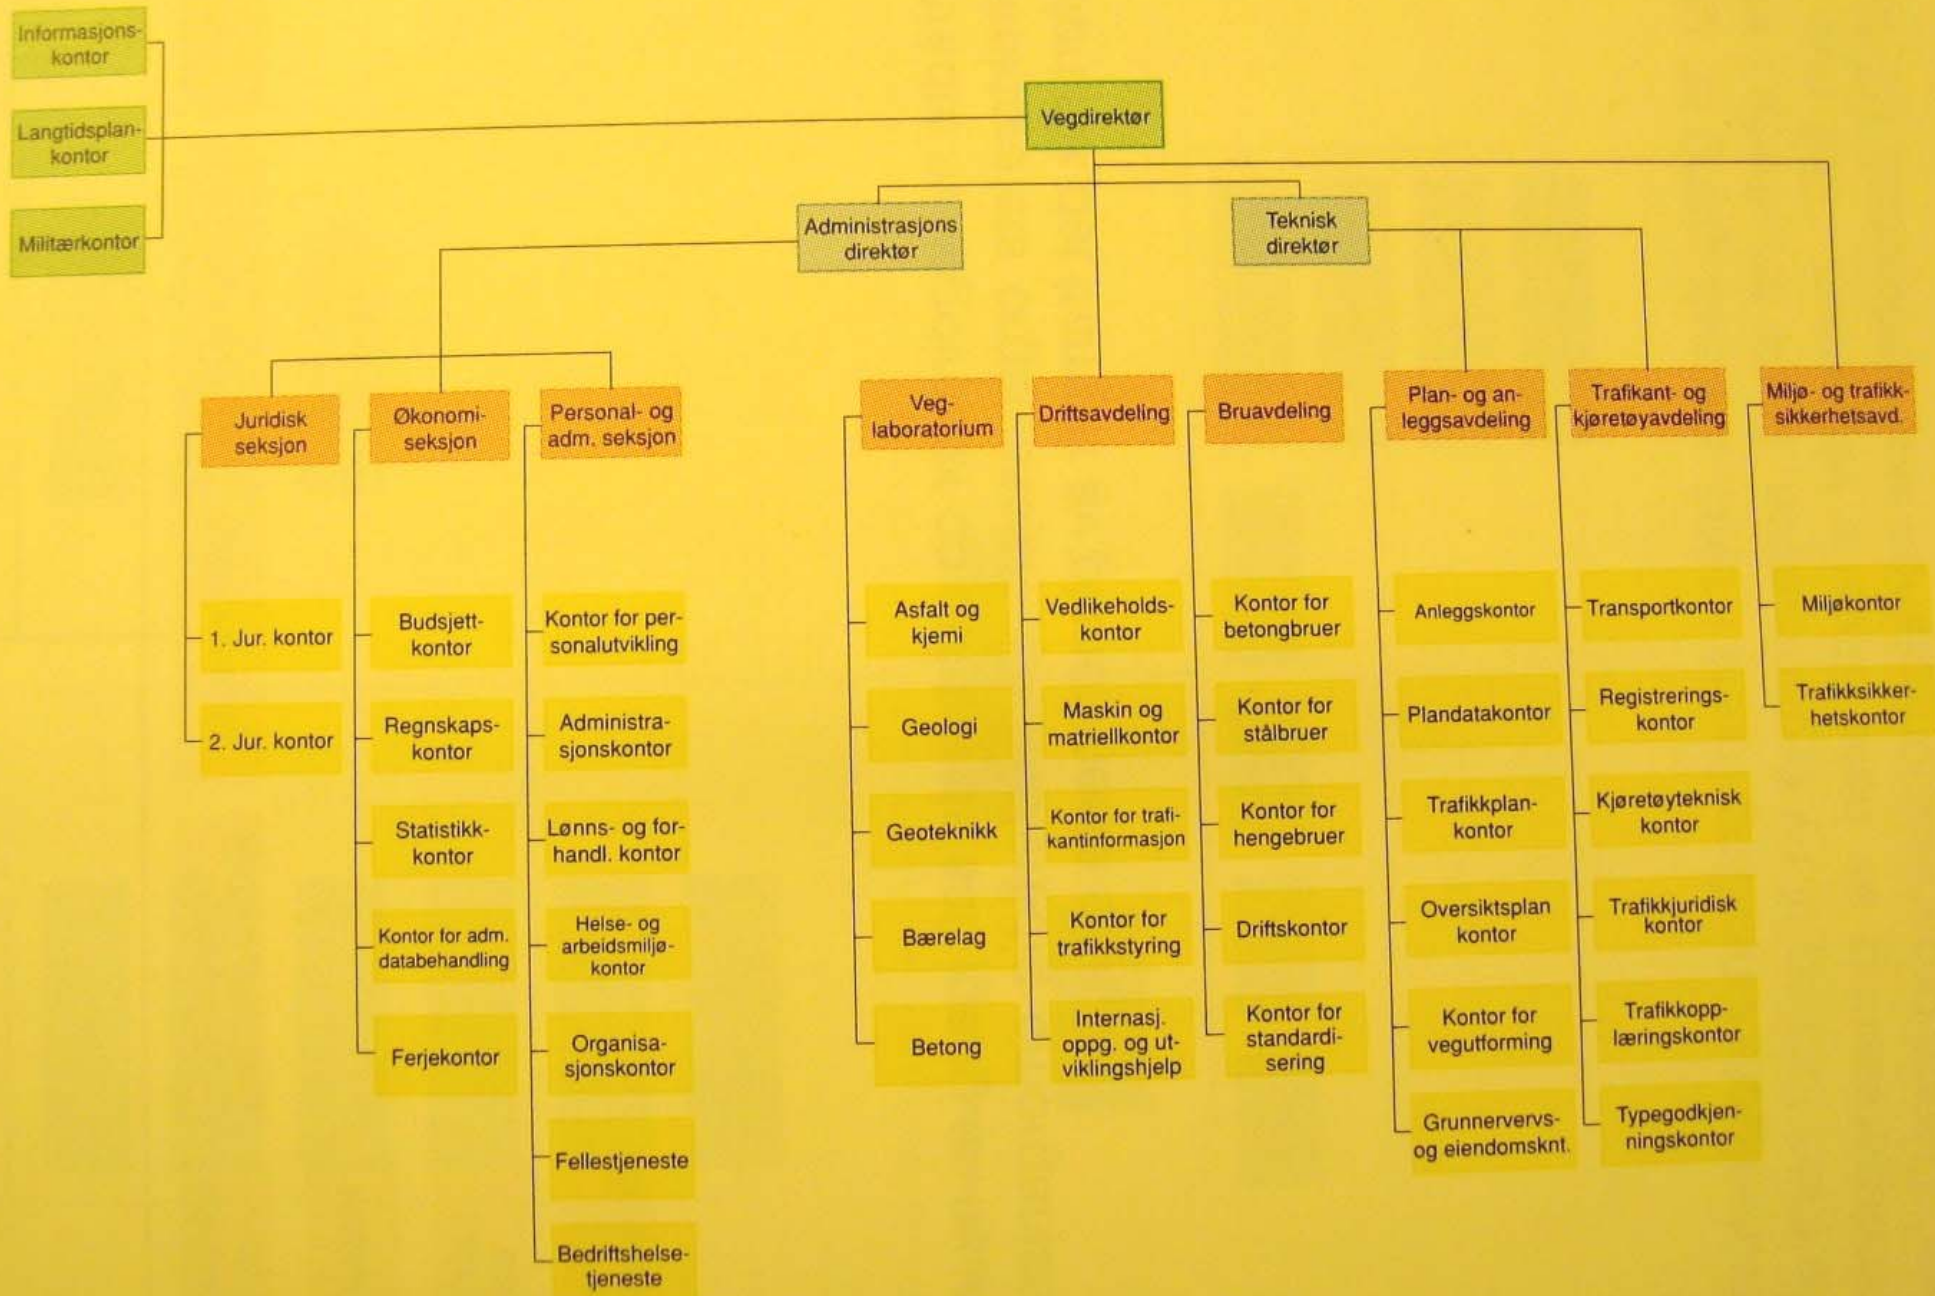 Informasjons-
kontor
Langtidsplan-
kontor
Militærkontor
Vegdirektør
Administrasjons
direktør
Teknisk
direktør
Juridisk
seksjon
Økonomi-
seksjon
Personal- og
adm. seksjon
Veg-
laboratorium
Driftsavdeling
Bruavdeling
Plan- og an-
leggsavdeling
Trafikant- og
kjøretøyavdeling
Miljø- og trafikk-
sikkerhetsavd.
1. Jur. kontor
2. Jur. kontor
Budsjett-
kontor
Regnskaps-
kontor
Statistikk-
kontor
Kontor for adm.
databehandling
Ferjekontor
Kontor for per-
sonalutvikling
Administra-
sjonskontor
Lønns- og for-
handl. kontor
Helse- og
arbeidsmiljø-
kontor
Organisa-
sjonskontor
Fellestjeneste
Bedriftshelse-
tjeneste
Asfalt og
kjemi
Geologi
Geoteknikk
Bærelag
Betong
Vedlikeholds-
kontor
Maskin og
matriellkontor
Kontor for trafi-
kantinformasjon
Kontor for
trafikkstyring
Internasj.
oppg. og ut-
viklingshjelp
Kontor for
betongbruer
Kontor for
stålbruer
Kontor for
hengebruer
Driftskontor
Kontor for
standardi-
sering
Anleggskontor
Plandatakontor
Trafikkplan-
kontor
Oversiktsplan
kontor
Kontor for
vegutforming
Grunnervervs-
og eiendomsknt.
Transportkontor
Registrerings-
kontor
Kjøretøyteknisk
kontor
Trafikkjuridisk
kontor
Trafikkopp-
læringskontor
Typegodkjen-
ningskontor
Miljøkontor
Trafikksikker-
hetskontor